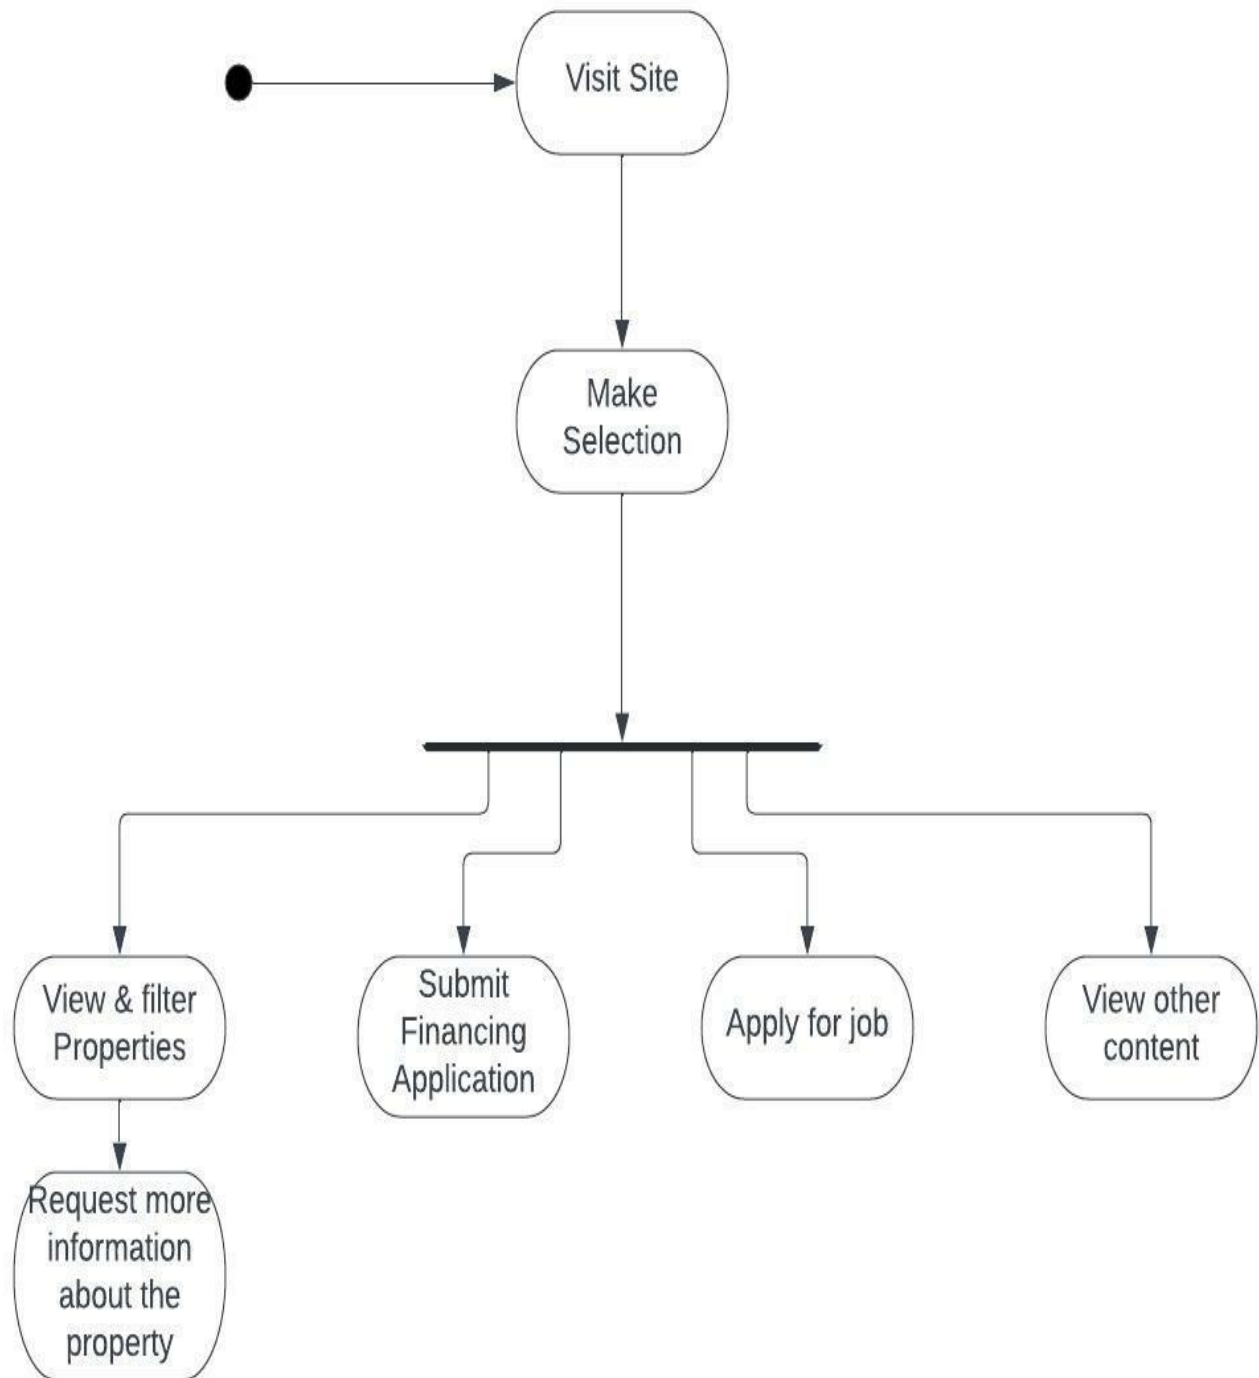 Visit Site
Make
Selection
View & filter
Properties
Submit
Financing
Application
Apply for job
View other
content
Request more
information
about the
property